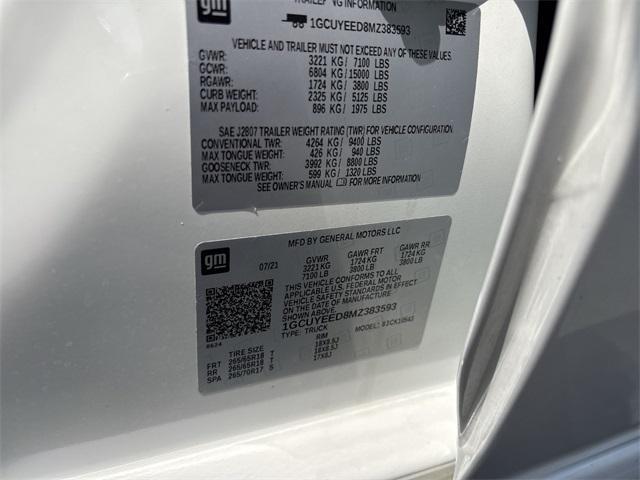 gm
1GCUYEED8MZ383593
VEHICLE AND TRAILER MUST NOT EXCEED ANY OF THESE VALUES
GVWR: 3221 KG / 7100 LBS
GCWR: 6804 KG / 15000 LBS
RGAWR: 1724 KG / 3800 LBS
CURB WEIGHT: 2325 KG / 5125 LBS
MAX PAYLOAD: 896 KG / 1975 LBS
SAE J2807 TRAILER WEIGHT RATING (TWR) FOR VEHICLE CONFIGURATION
CONVENTIONAL TWR: 4264 KG / 9400 LBS
MAX TONGUE WEIGHT: 426 KG / 940 LBS
GOOSENECK TWR: 3992 KG / 8800 LBS
MAX TONGUE WEIGHT: 599 KG / 1320 LBS
SEE OWNER'S MANUAL FOR MORE INFORMATION
gm
MFD BY GENERAL MOTORS LLC
07/21 GVWR GAWR FRT GAWR RR
3221 KG 1724 KG 1724 KG
7100 LB 3800 LB 3800 LB
THIS VEHICLE CONFORMS TO ALL
APPLICABLE U.S. FEDERAL MOTOR
VEHICLE SAFETY STANDARDS IN EFFECT
ON THE DATE OF MANUFACTURE
SHOWN ABOVE.
1GCUYEED8MZ383593
TYPE: TRUCK MODEL:
TIRE SIZE RIM
FRT 265/65R18 T 18X8.5J
RR 265/65R18 T 18X8.5J
SPA 265/70R17 S 17X8J